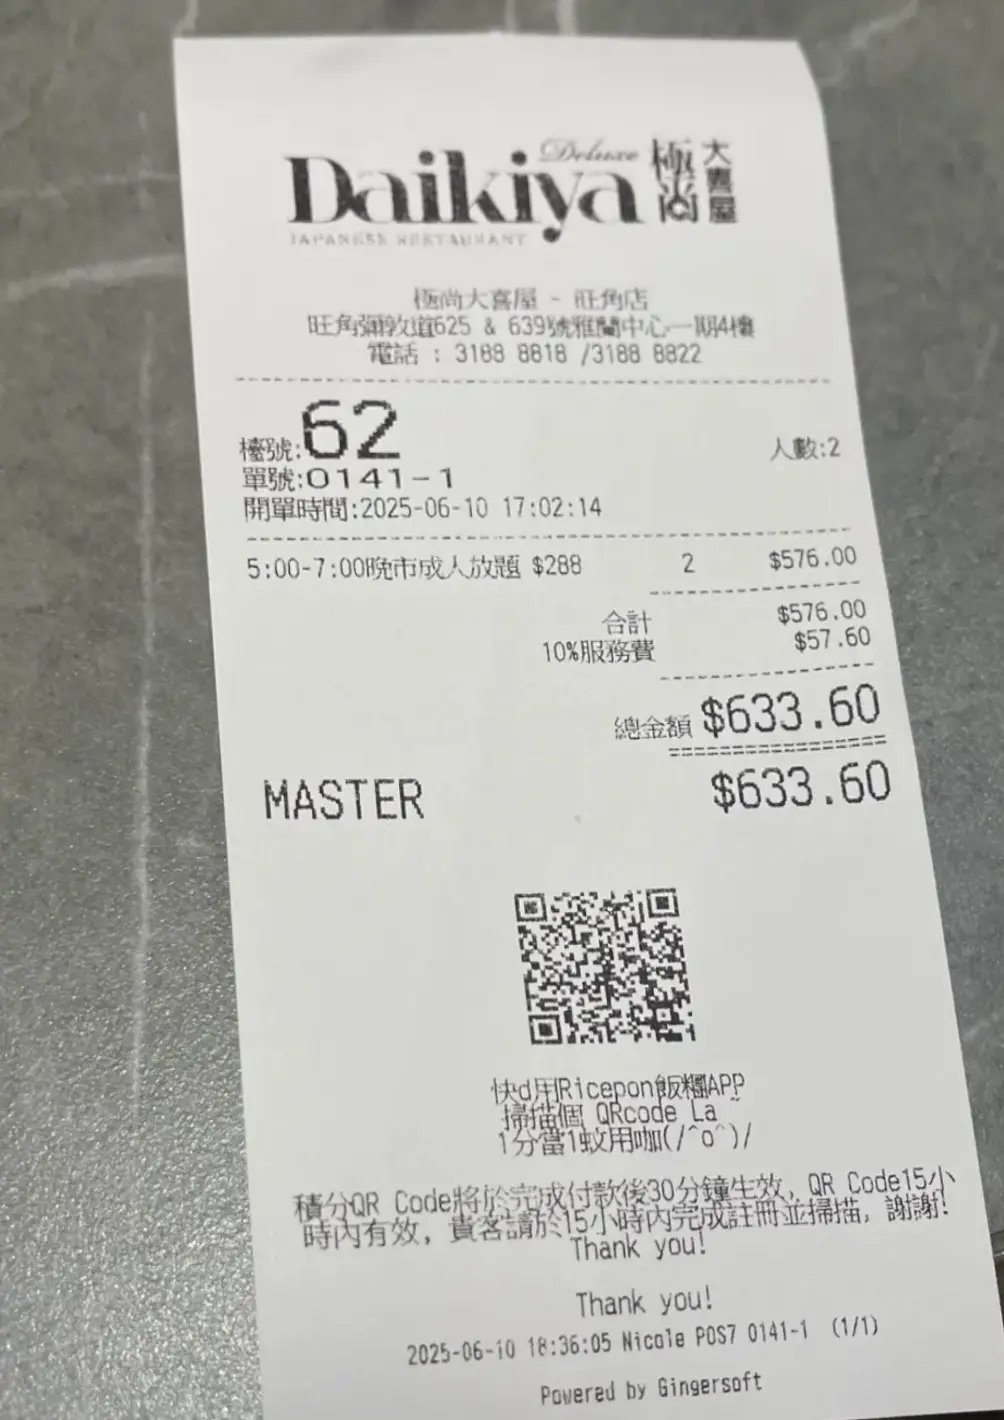 Daikiya Deluxe 極尚 大喜屋
JAPANESE RESTAURANT
極尚大喜屋 - 旺角店
旺角彌敦道625 & 639號雅蘭中心一期4樓
電話 : 3188 8818 /3188 8822
檯號:62 人數:2
單號:0141-1
開單時間:2025-06-10 17:02:14
5:00-7:00晚市成人放題 $288 2 $576.00
合計 $576.00
10%服務費 $57.60
總金額 $633.60
MASTER $633.60
快d用Ricepon飯糰APP
掃描個 QRcode La~
1分當1蚊用咖(/^o^)/
積分QR Code將於完成付款後30分鐘生效, QR Code15小
時內有效, 貴客請於15小時內完成註冊並掃描, 謝謝!
Thank you!
Thank you!
2025-06-10 18:36:05 Nicole POS7 0141-1 (1/1)
Powered by Gingersoft